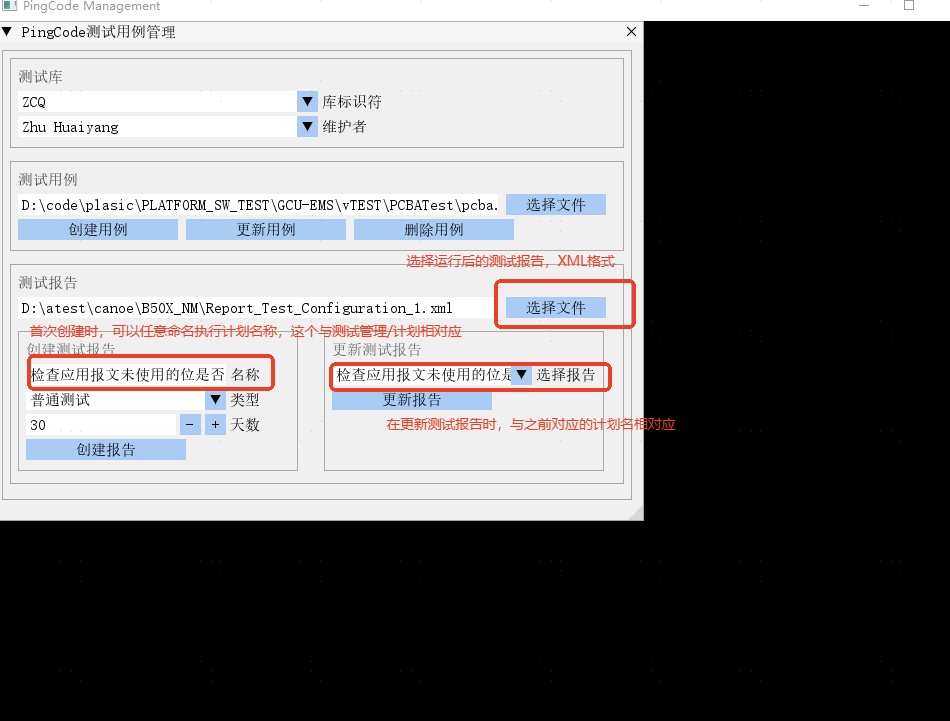 PingCode Management
PingCode测试用例管理
测试库
ZCQ 库标识符
Zhu Huaiyang 维护者
测试用例
D:\code\plasic\PLATFORM_SW_TEST\GCU-EMS\vTEST\PCBATest\pcba. 选择文件
创建用例 更新用例 删除用例
选择运行后的测试报告，XML格式
测试报告
D:\atest\canoe\B50X_NM\Report_Test_Configuration_1.xml 选择文件
首次创建时，可以任意命名执行计划名称，这个与测试管理/计划相对应
创建测试报告 更新测试报告
检查应用报文未使用的位是否 名称 检查应用报文未使用的位是 选择报告
普通测试 类型 更新报告
30 - + 天数 在更新测试报告时，与之前对应的计划名相对应
创建报告